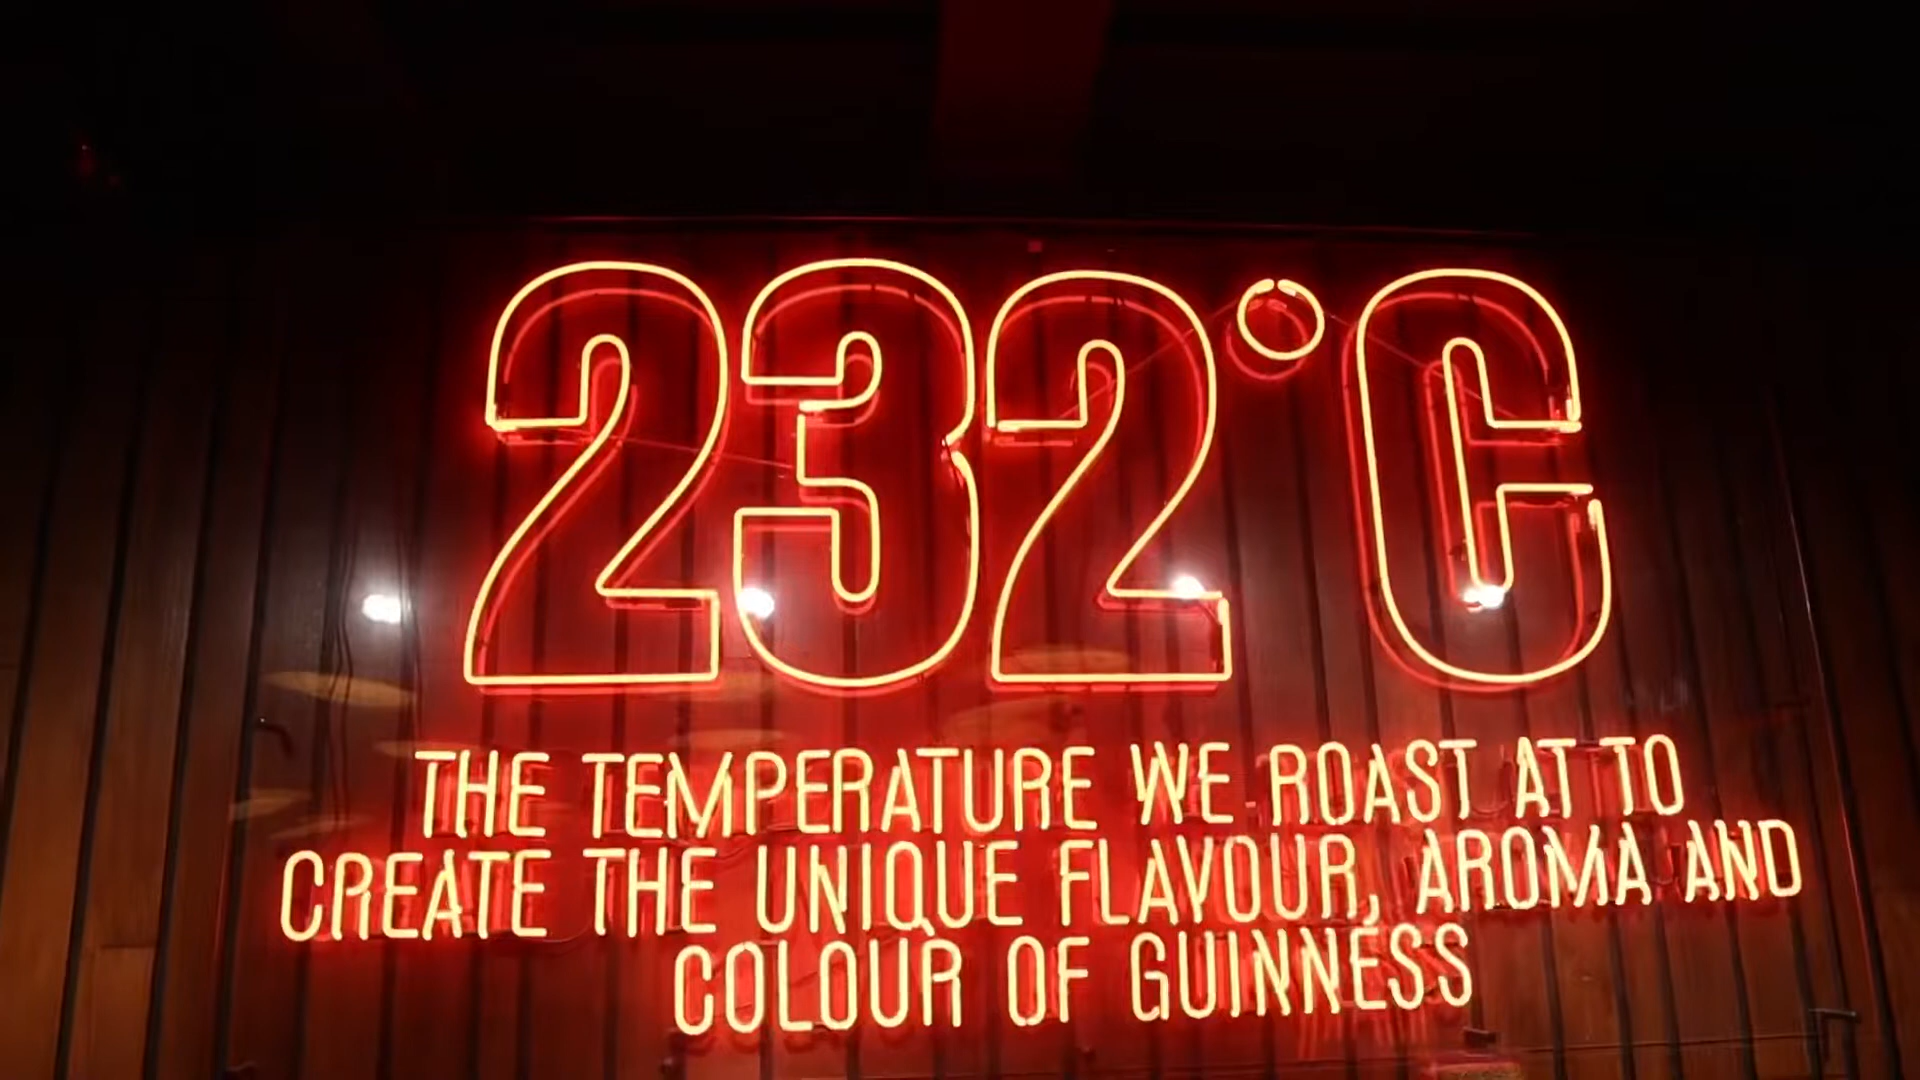 232°C
THE TEMPERATURE WE ROAST AT TO
CREATE THE UNIQUE FLAVOUR, AROMA AND
COLOUR OF GUINNESS